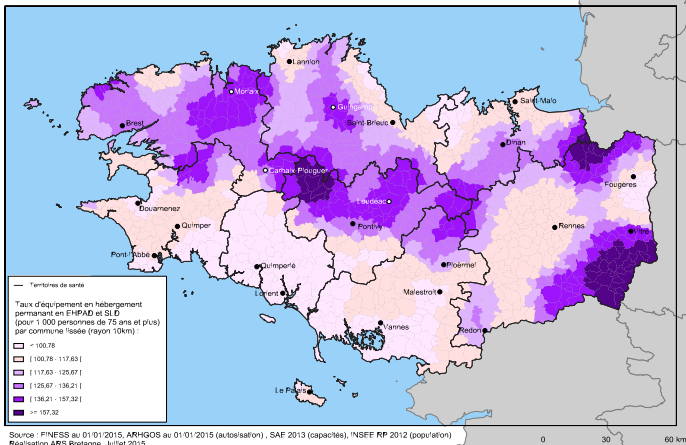 Lannion
Morlaix
Guingamp
Saint-Malo
Brest
Saint-Brieuc
Dinan
Carhaix Plouguer
Fougères
Douarnenez
Loudéac
Quimper
Pontivy
Rennes
Vitré
Pont-l'Abbé
Quimperlé
Ploërmel
Territoires de santé
Lorient
Malestroit
Taux d'équipement en hébergement
permanant en EHPAD et SLD
(pour 1 000 personnes de 75 ans et plus)
par commune lissée (rayon 10km) :
Vannes
Redon
< 100,78
[ 100,78 - 117,63 [
[ 117,63 - 125,67 [
[ 125,67 - 136,21 [
Le Palais
[ 136,21 - 157,32 [
>= 157,32
Source : FINESS au 01/01/2015, ARHGOS au 01/01/2015 (autorisation) , SAE 2013 (capacités), INSEE RP 2012 (population)
Réalisation ARS Bretagne, Juillet 2015
0 30 60 km